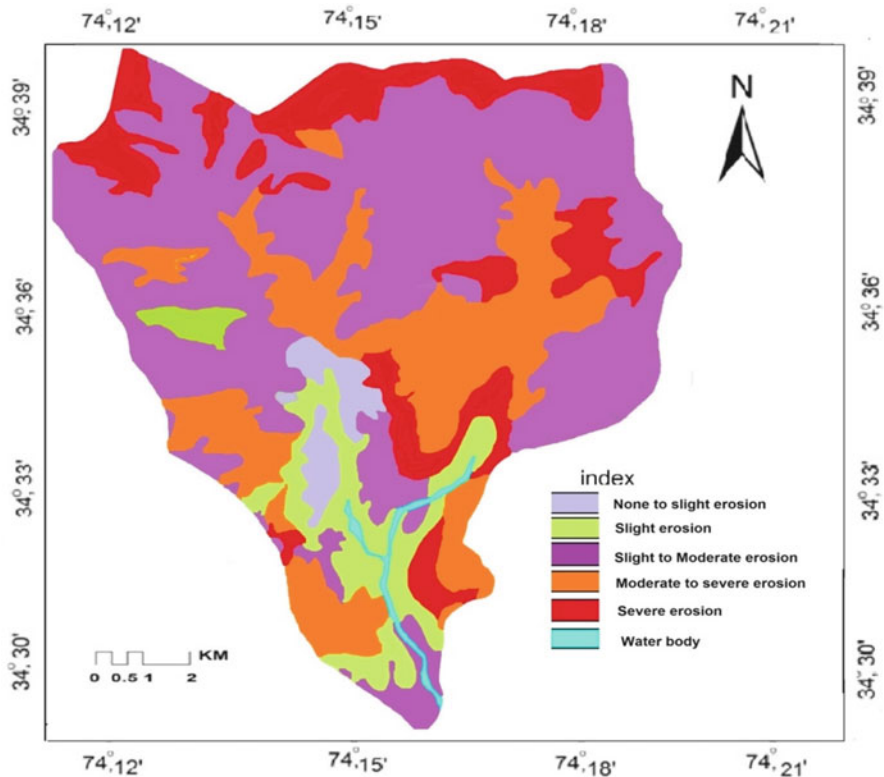 74° 12' 74° 15' 74° 18' 74° 21'
34° 39' 34° 39'
N
34° 36' 34° 36'
34° 33' 34° 33'
index
None to slight erosion
Slight erosion
Slight to Moderate erosion
Moderate to severe erosion
Severe erosion
Water body
34° 30' 34° 30'
KM
0 0.5 1 2
74° 12' 74° 15' 74° 18' 74° 21'